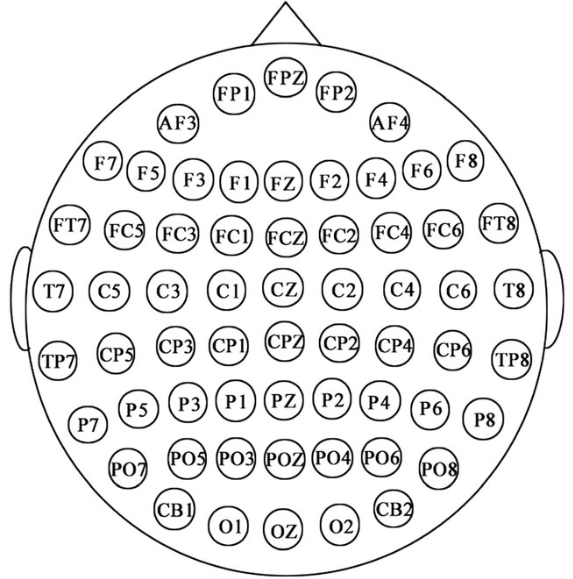 FP1 FPZ FP2
AF3 AF4
F7 F5 F3 F1 FZ F2 F4 F6 F8
FT7 FC5 FC3 FC1 FCZ FC2 FC4 FC6 FT8
T7 C5 C3 C1 CZ C2 C4 C6 T8
TP7 CP5 CP3 CP1 CPZ CP2 CP4 CP6 TP8
P7 P5 P3 P1 PZ P2 P4 P6 P8
PO7 PO5 PO3 POZ PO4 PO6 PO8
CB1 O1 OZ O2 CB2